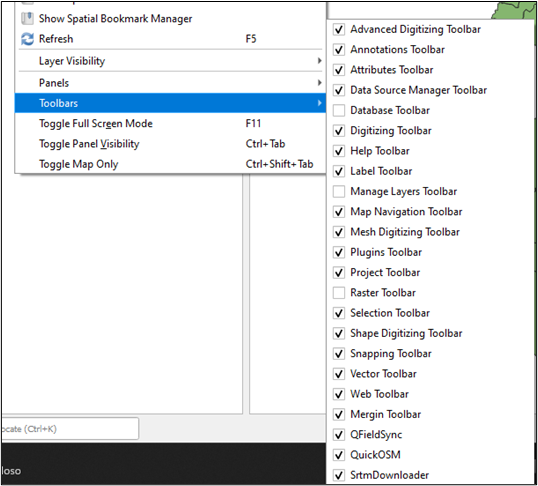 Show Spatial Bookmark Manager
Refresh F5
Layer Visibility
Panels
Toolbars
Toggle Full Screen Mode F11
Toggle Panel Visibility Ctrl+Tab
Toggle Map Only Ctrl+Shift+Tab
Advanced Digitizing Toolbar
Annotations Toolbar
Attributes Toolbar
Data Source Manager Toolbar
Database Toolbar
Digitizing Toolbar
Help Toolbar
Label Toolbar
Manage Layers Toolbar
Map Navigation Toolbar
Mesh Digitizing Toolbar
Plugins Toolbar
Project Toolbar
Raster Toolbar
Selection Toolbar
Shape Digitizing Toolbar
Snapping Toolbar
Vector Toolbar
Web Toolbar
Mergin Toolbar
QFieldSync
QuickOSM
SrtmDownloader
ocate (Ctrl+K)
loso